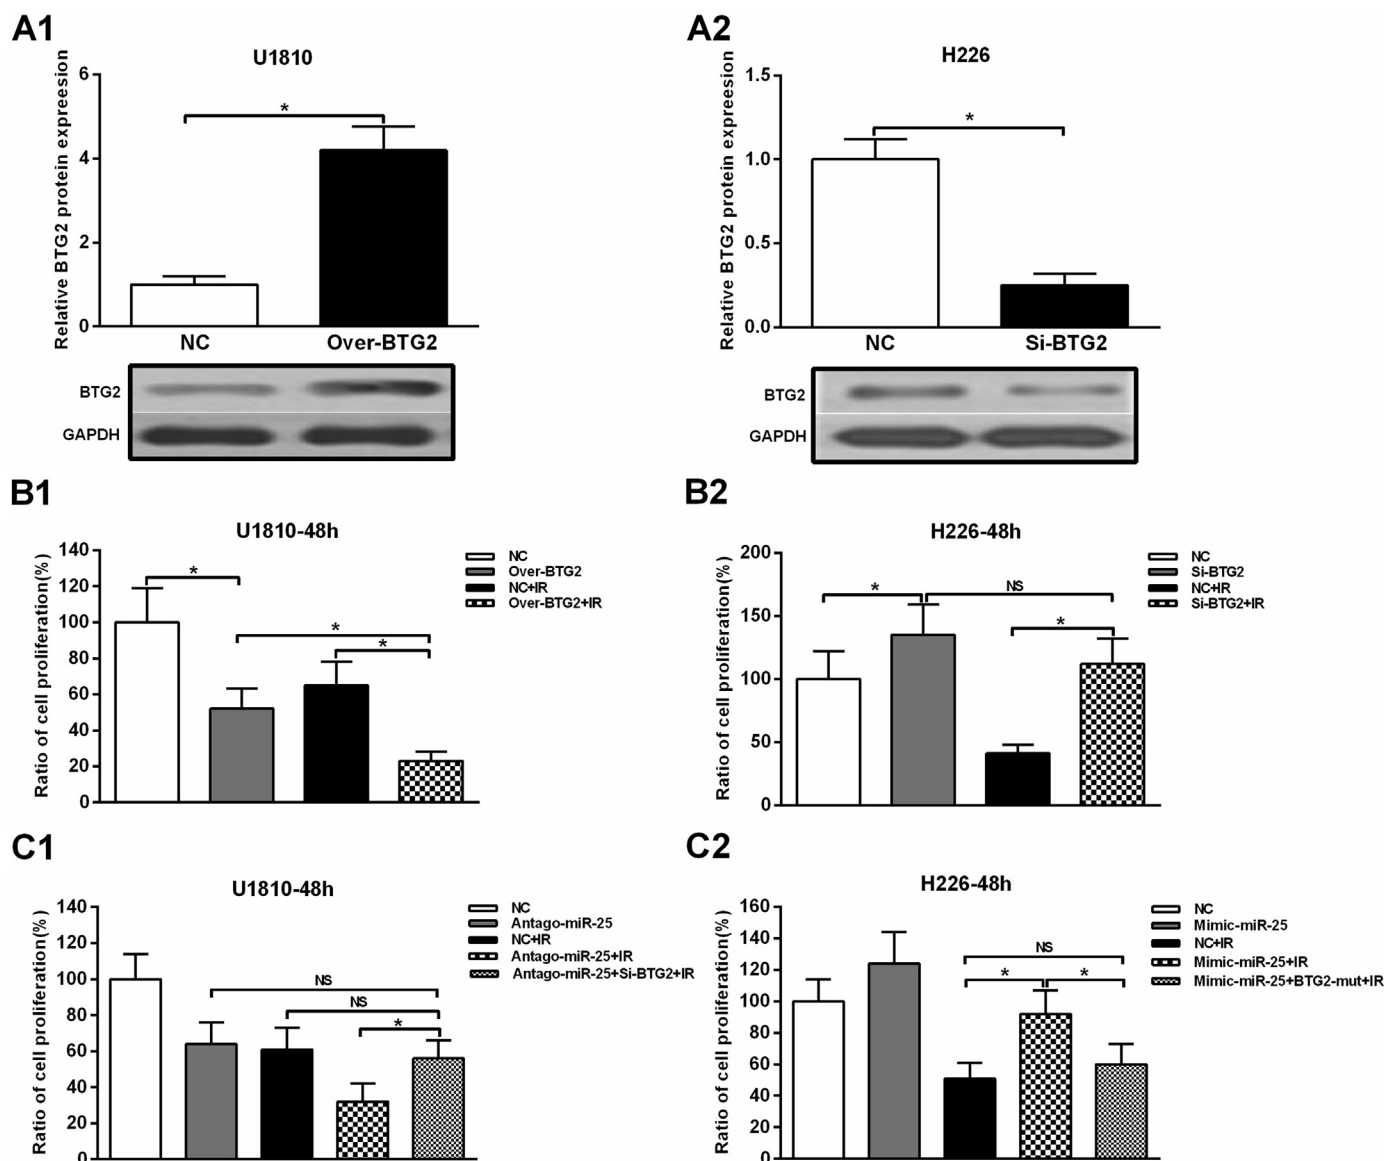 A1
U1810
Relative BTG2 protein expreesion
6
4
2
0
*
NC
Over-BTG2
BTG2
GAPDH
A2
H226
Relative BTG2 protein expreesion
1.5
1.0
0.5
0.0
*
NC
Si-BTG2
BTG2
GAPDH
B1
U1810-48h
Ratio of cell proliferation(%)
140
120
100
80
60
40
20
0
*
*
*
NC
Over-BTG2
NC+IR
Over-BTG2+IR
B2
H226-48h
Ratio of cell proliferation(%)
200
150
100
50
0
*
NS
*
NC
Si-BTG2
NC+IR
Si-BTG2+IR
C1
U1810-48h
Ratio of cell proliferation(%)
140
120
100
80
60
40
20
0
NS
NS
*
NC
Antago-miR-25
NC+IR
Antago-miR-25+IR
Antago-miR-25+Si-BTG2+IR
C2
H226-48h
Ratio of cell proliferation(%)
160
140
120
100
80
60
40
20
0
NS
*
*
NC
Mimic-miR-25
NC+IR
Mimic-miR-25+IR
Mimic-miR-25+BTG2-mut+IR